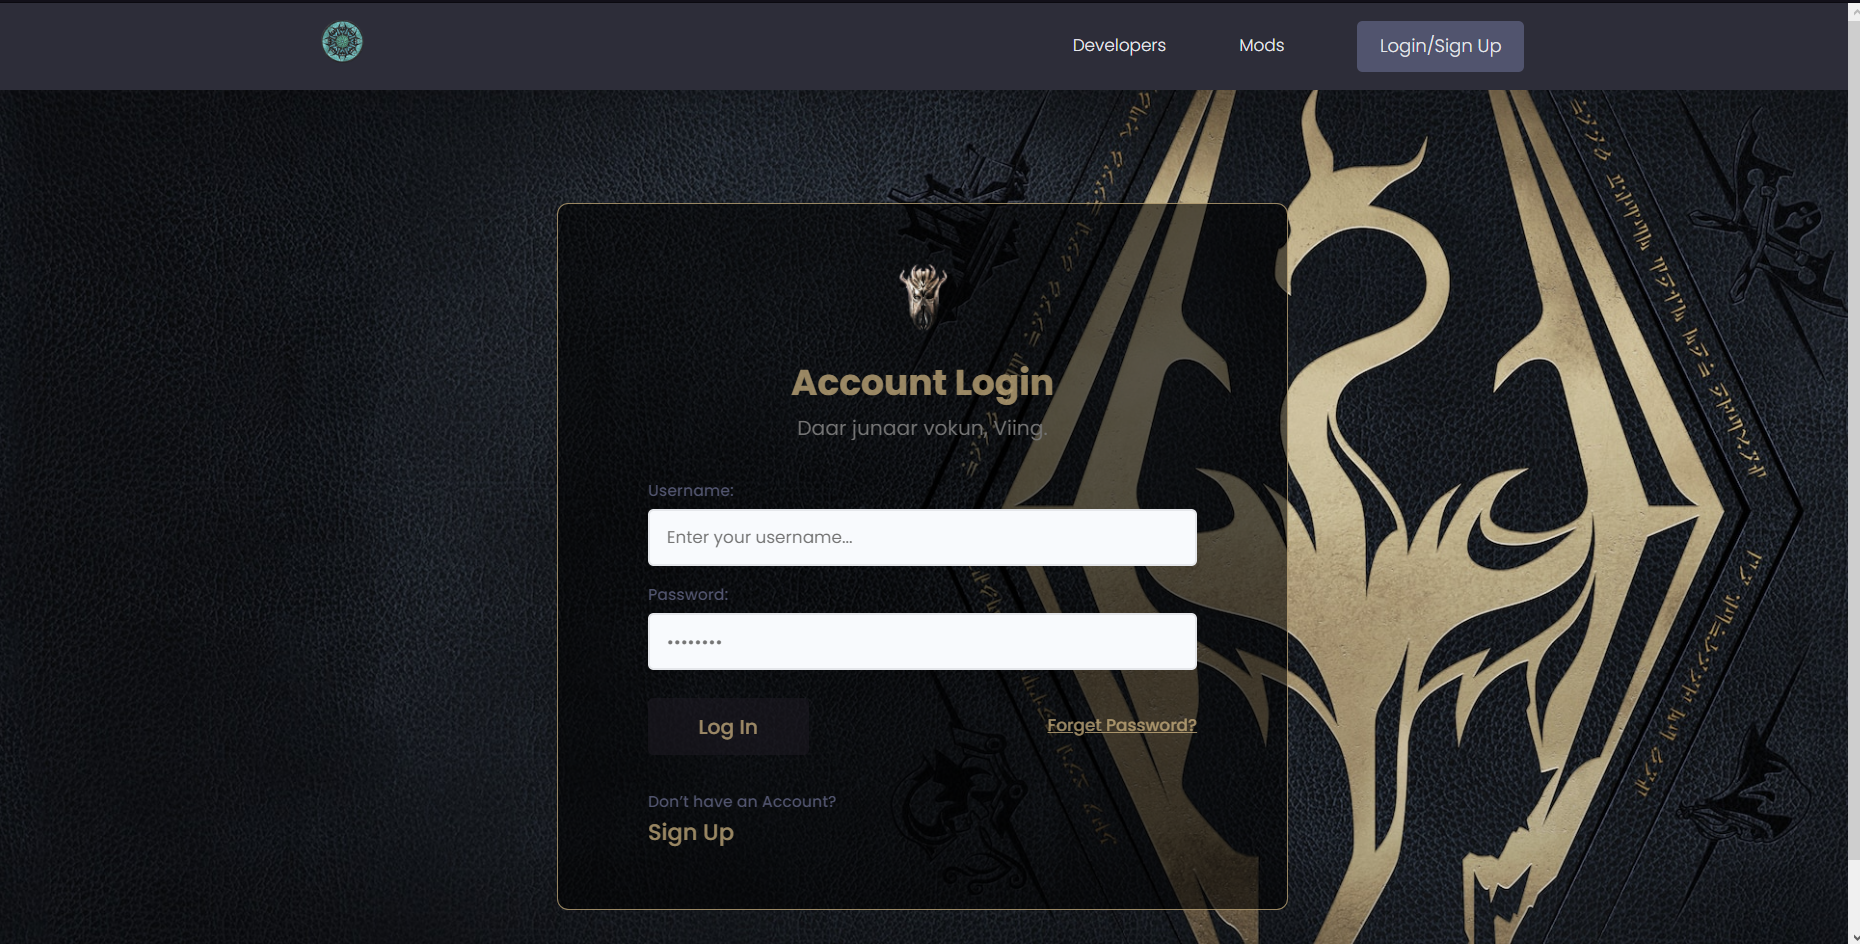 Developers
Mods
Login/Sign Up
Account Login
Daar junaar vokun, Viing.
Username:
Enter your username...
Password:
••••••••
Log In
Forget Password?
Don’t have an Account?
Sign Up